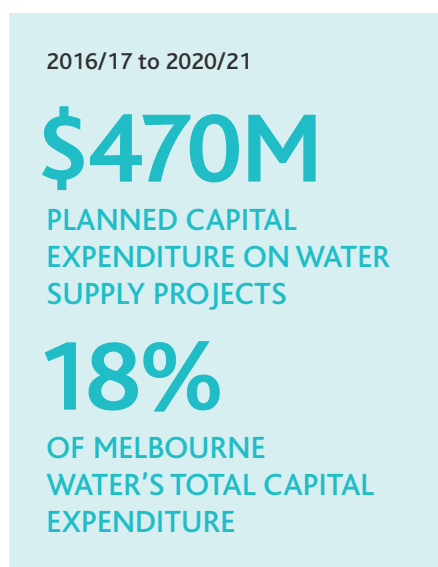 2016/17 to 2020/21
$470M
PLANNED CAPITAL
EXPENDITURE ON WATER
SUPPLY PROJECTS
18%
OF MELBOURNE
WATER’S TOTAL CAPITAL
EXPENDITURE